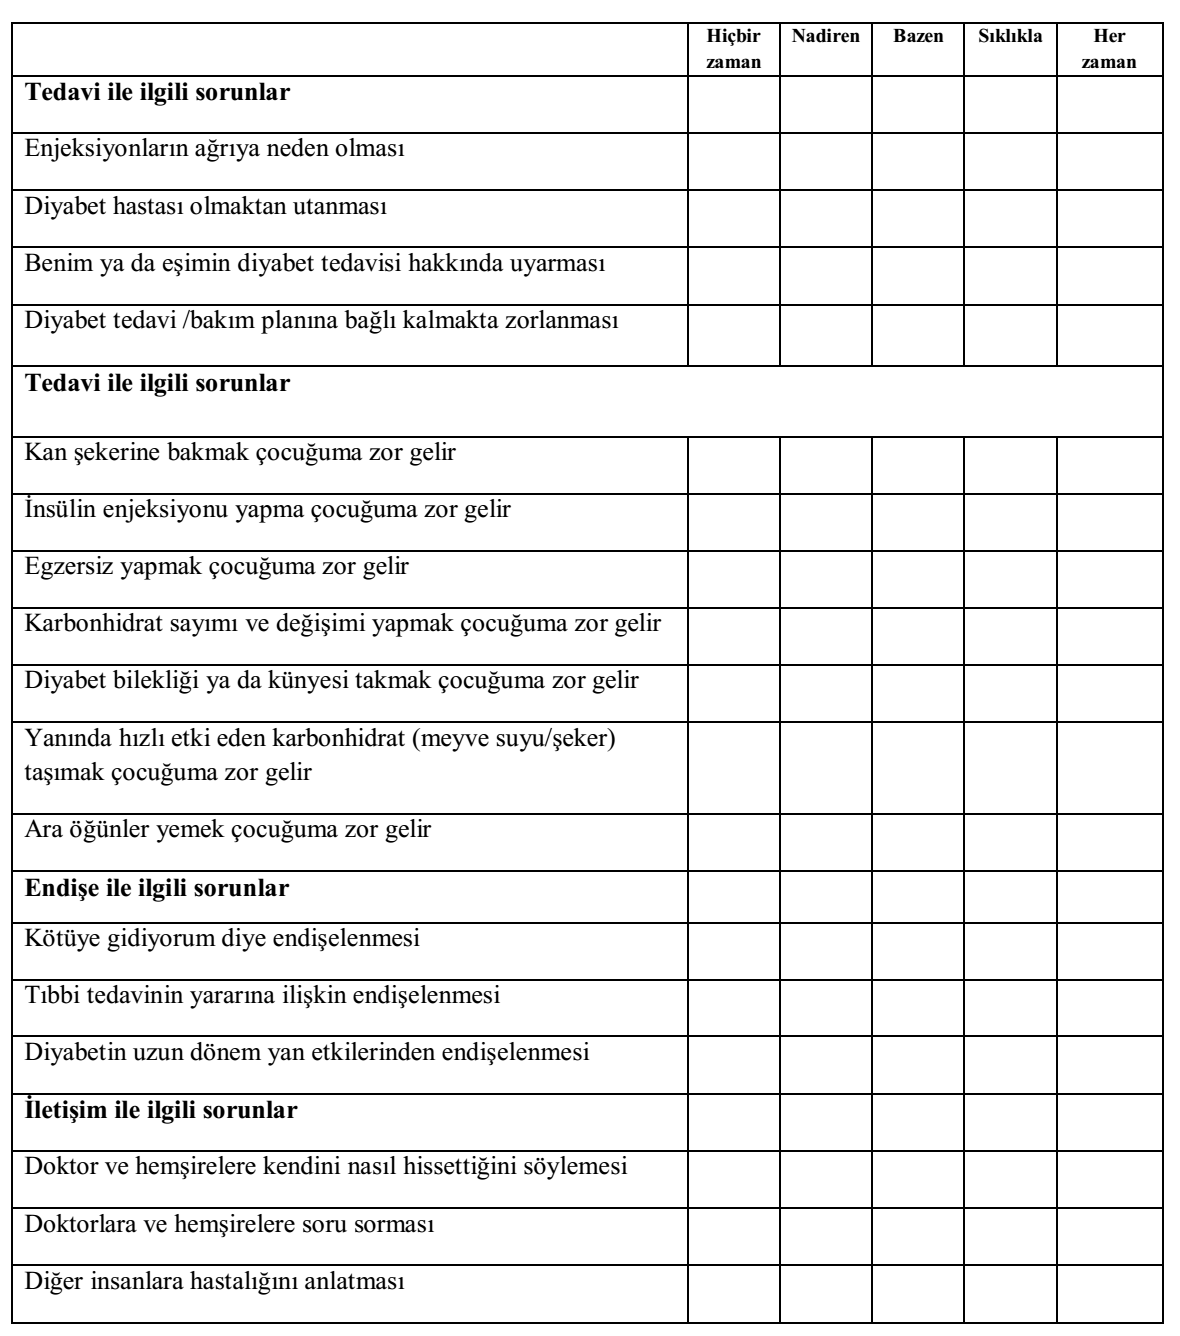 Hiçbir zaman Nadiren Bazen Sıklıkla Her zaman
Tedavi ile ilgili sorunlar
Enjeksiyonların ağrıya neden olması
Diyabet hastası olmaktan utanması
Benim ya da eşimin diyabet tedavisi hakkında uyarması
Diyabet tedavi /bakım planına bağlı kalmakta zorlanması
Tedavi ile ilgili sorunlar
Kan şekerine bakmak çocuğuma zor gelir
İnsülin enjeksiyonu yapma çocuğuma zor gelir
Egzersiz yapmak çocuğuma zor gelir
Karbonhidrat sayımı ve değişimi yapmak çocuğuma zor gelir
Diyabet bilekliği ya da künyesi takmak çocuğuma zor gelir
Yanında hızlı etki eden karbonhidrat (meyve suyu/şeker)
taşımak çocuğuma zor gelir
Ara öğünler yemek çocuğuma zor gelir
Endişe ile ilgili sorunlar
Kötüye gidiyorum diye endişelenmesi
Tıbbi tedavinin yararına ilişkin endişelenmesi
Diyabetin uzun dönem yan etkilerinden endişelenmesi
İletişim ile ilgili sorunlar
Doktor ve hemşirelere kendini nasıl hissettiğini söylemesi
Doktorlara ve hemşirelere soru sorması
Diğer insanlara hastalığını anlatması